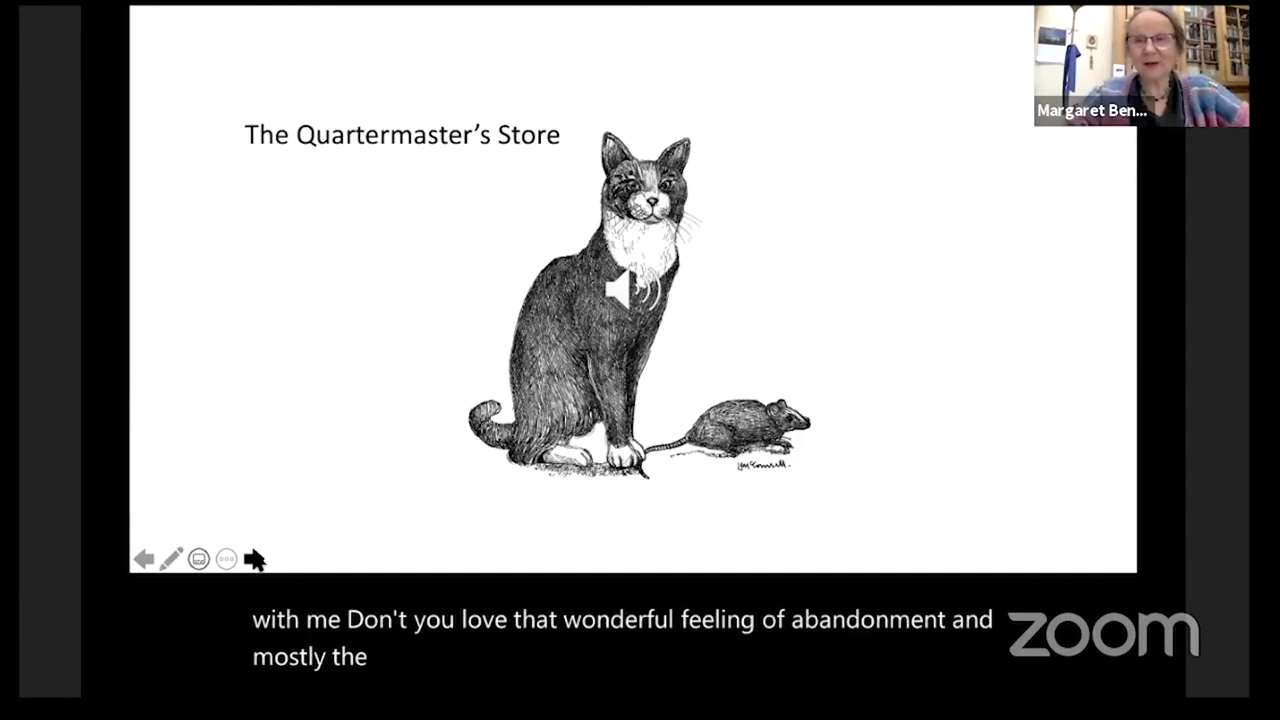 The Quartermaster's Store
Margaret Ben...
with me Don't you love that wonderful feeling of abandonment and
mostly the
zoom